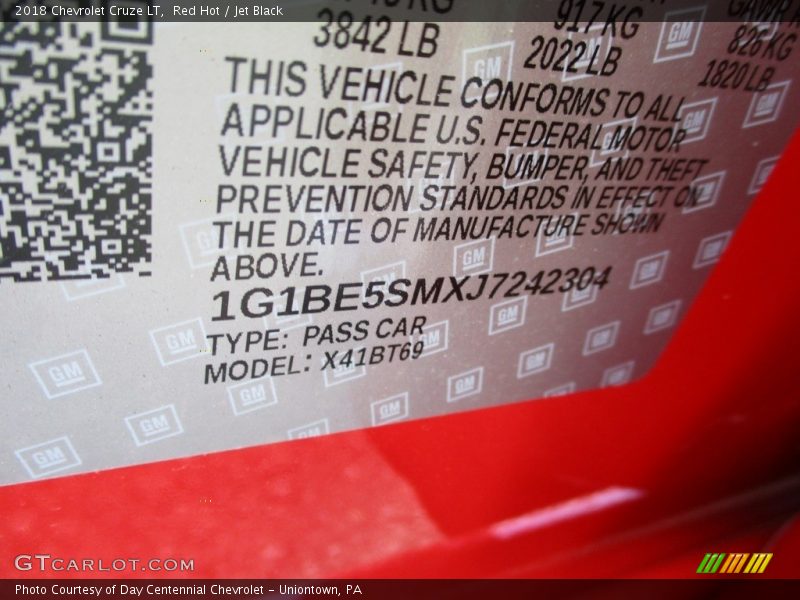 2018 Chevrolet Cruze LT, Red Hot / Jet Black
917 KG
3842 LB 2022 LB 1820 LB
826 KG
THIS VEHICLE CONFORMS TO ALL
APPLICABLE U.S. FEDERAL MOTOR
VEHICLE SAFETY, BUMPER, AND THEFT
PREVENTION STANDARDS IN EFFECT ON
THE DATE OF MANUFACTURE SHOWN
ABOVE.
1G1BE5SMXJ7242304
TYPE: PASS CAR
MODEL: X41BT69
GM
GTCARLOT.COM
Photo Courtesy of Day Centennial Chevrolet - Uniontown, PA